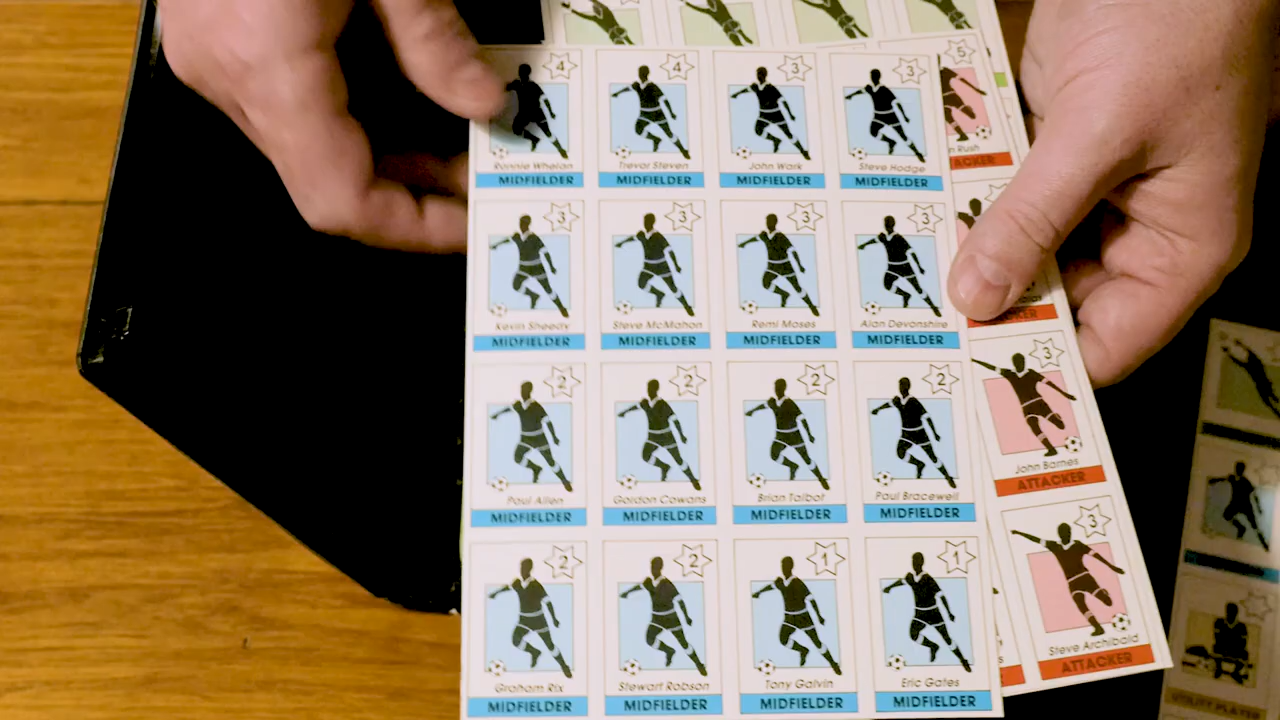 4 4 3 3
Ronnie Whelan Trevor Steven John Wark Steve Hodge
MIDFIELDER MIDFIELDER MIDFIELDER MIDFIELDER
3 3 3 3
Kevin Sheedy Steve McMahon Remi Moses Alan Devonshire
MIDFIELDER MIDFIELDER MIDFIELDER MIDFIELDER
2 2 2 2
Paul Allen Gordon Cowans Brian Talbot Paul Bracewell
MIDFIELDER MIDFIELDER MIDFIELDER MIDFIELDER
2 2 1 1
Graham Rix Stewart Robson Tony Galvin Eric Gates
MIDFIELDER MIDFIELDER MIDFIELDER MIDFIELDER
5
n Rush
ACKER
ATTACKER
3
John Barnes
ATTACKER
3
Steve Archibald
ATTACKER
UTILITY PLAYER